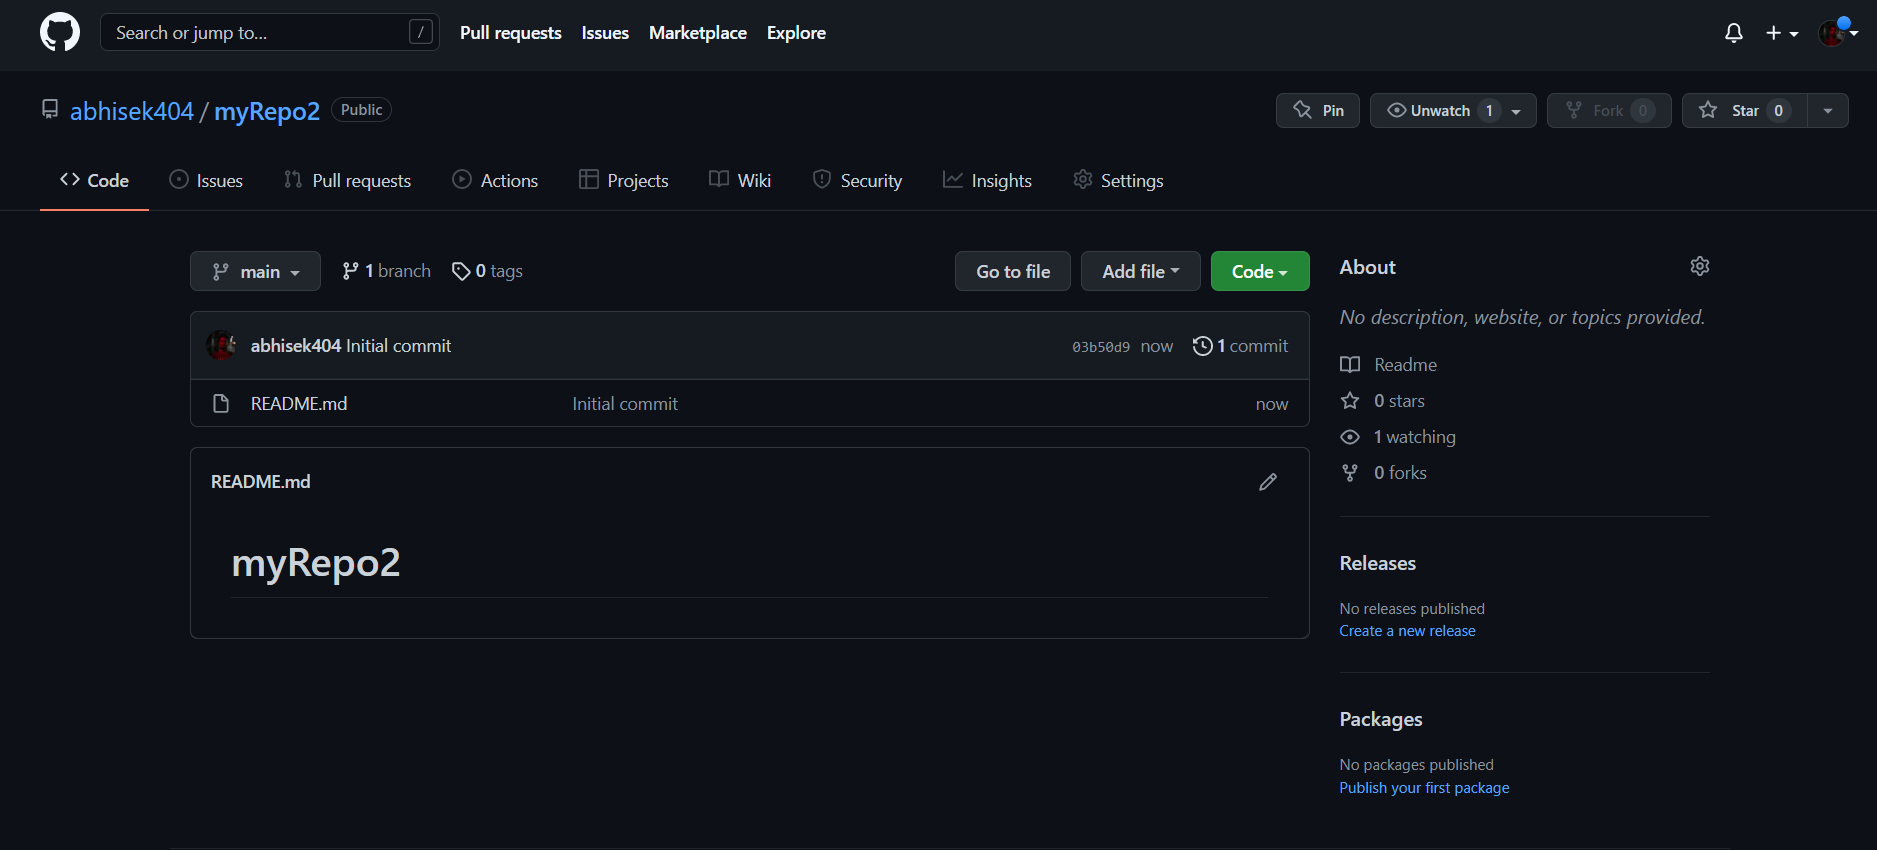 Search or jump to... / Pull requests Issues Marketplace Explore
abhisek404 / myRepo2 Public Pin Unwatch 1 Fork 0 Star 0
Code Issues Pull requests Actions Projects Wiki Security Insights Settings
main 1 branch 0 tags Go to file Add file Code
abhisek404 Initial commit 03b50d9 now 1 commit
README.md Initial commit now
README.md
myRepo2
About
No description, website, or topics provided.
Readme
0 stars
1 watching
0 forks
Releases
No releases published
Create a new release
Packages
No packages published
Publish your first package